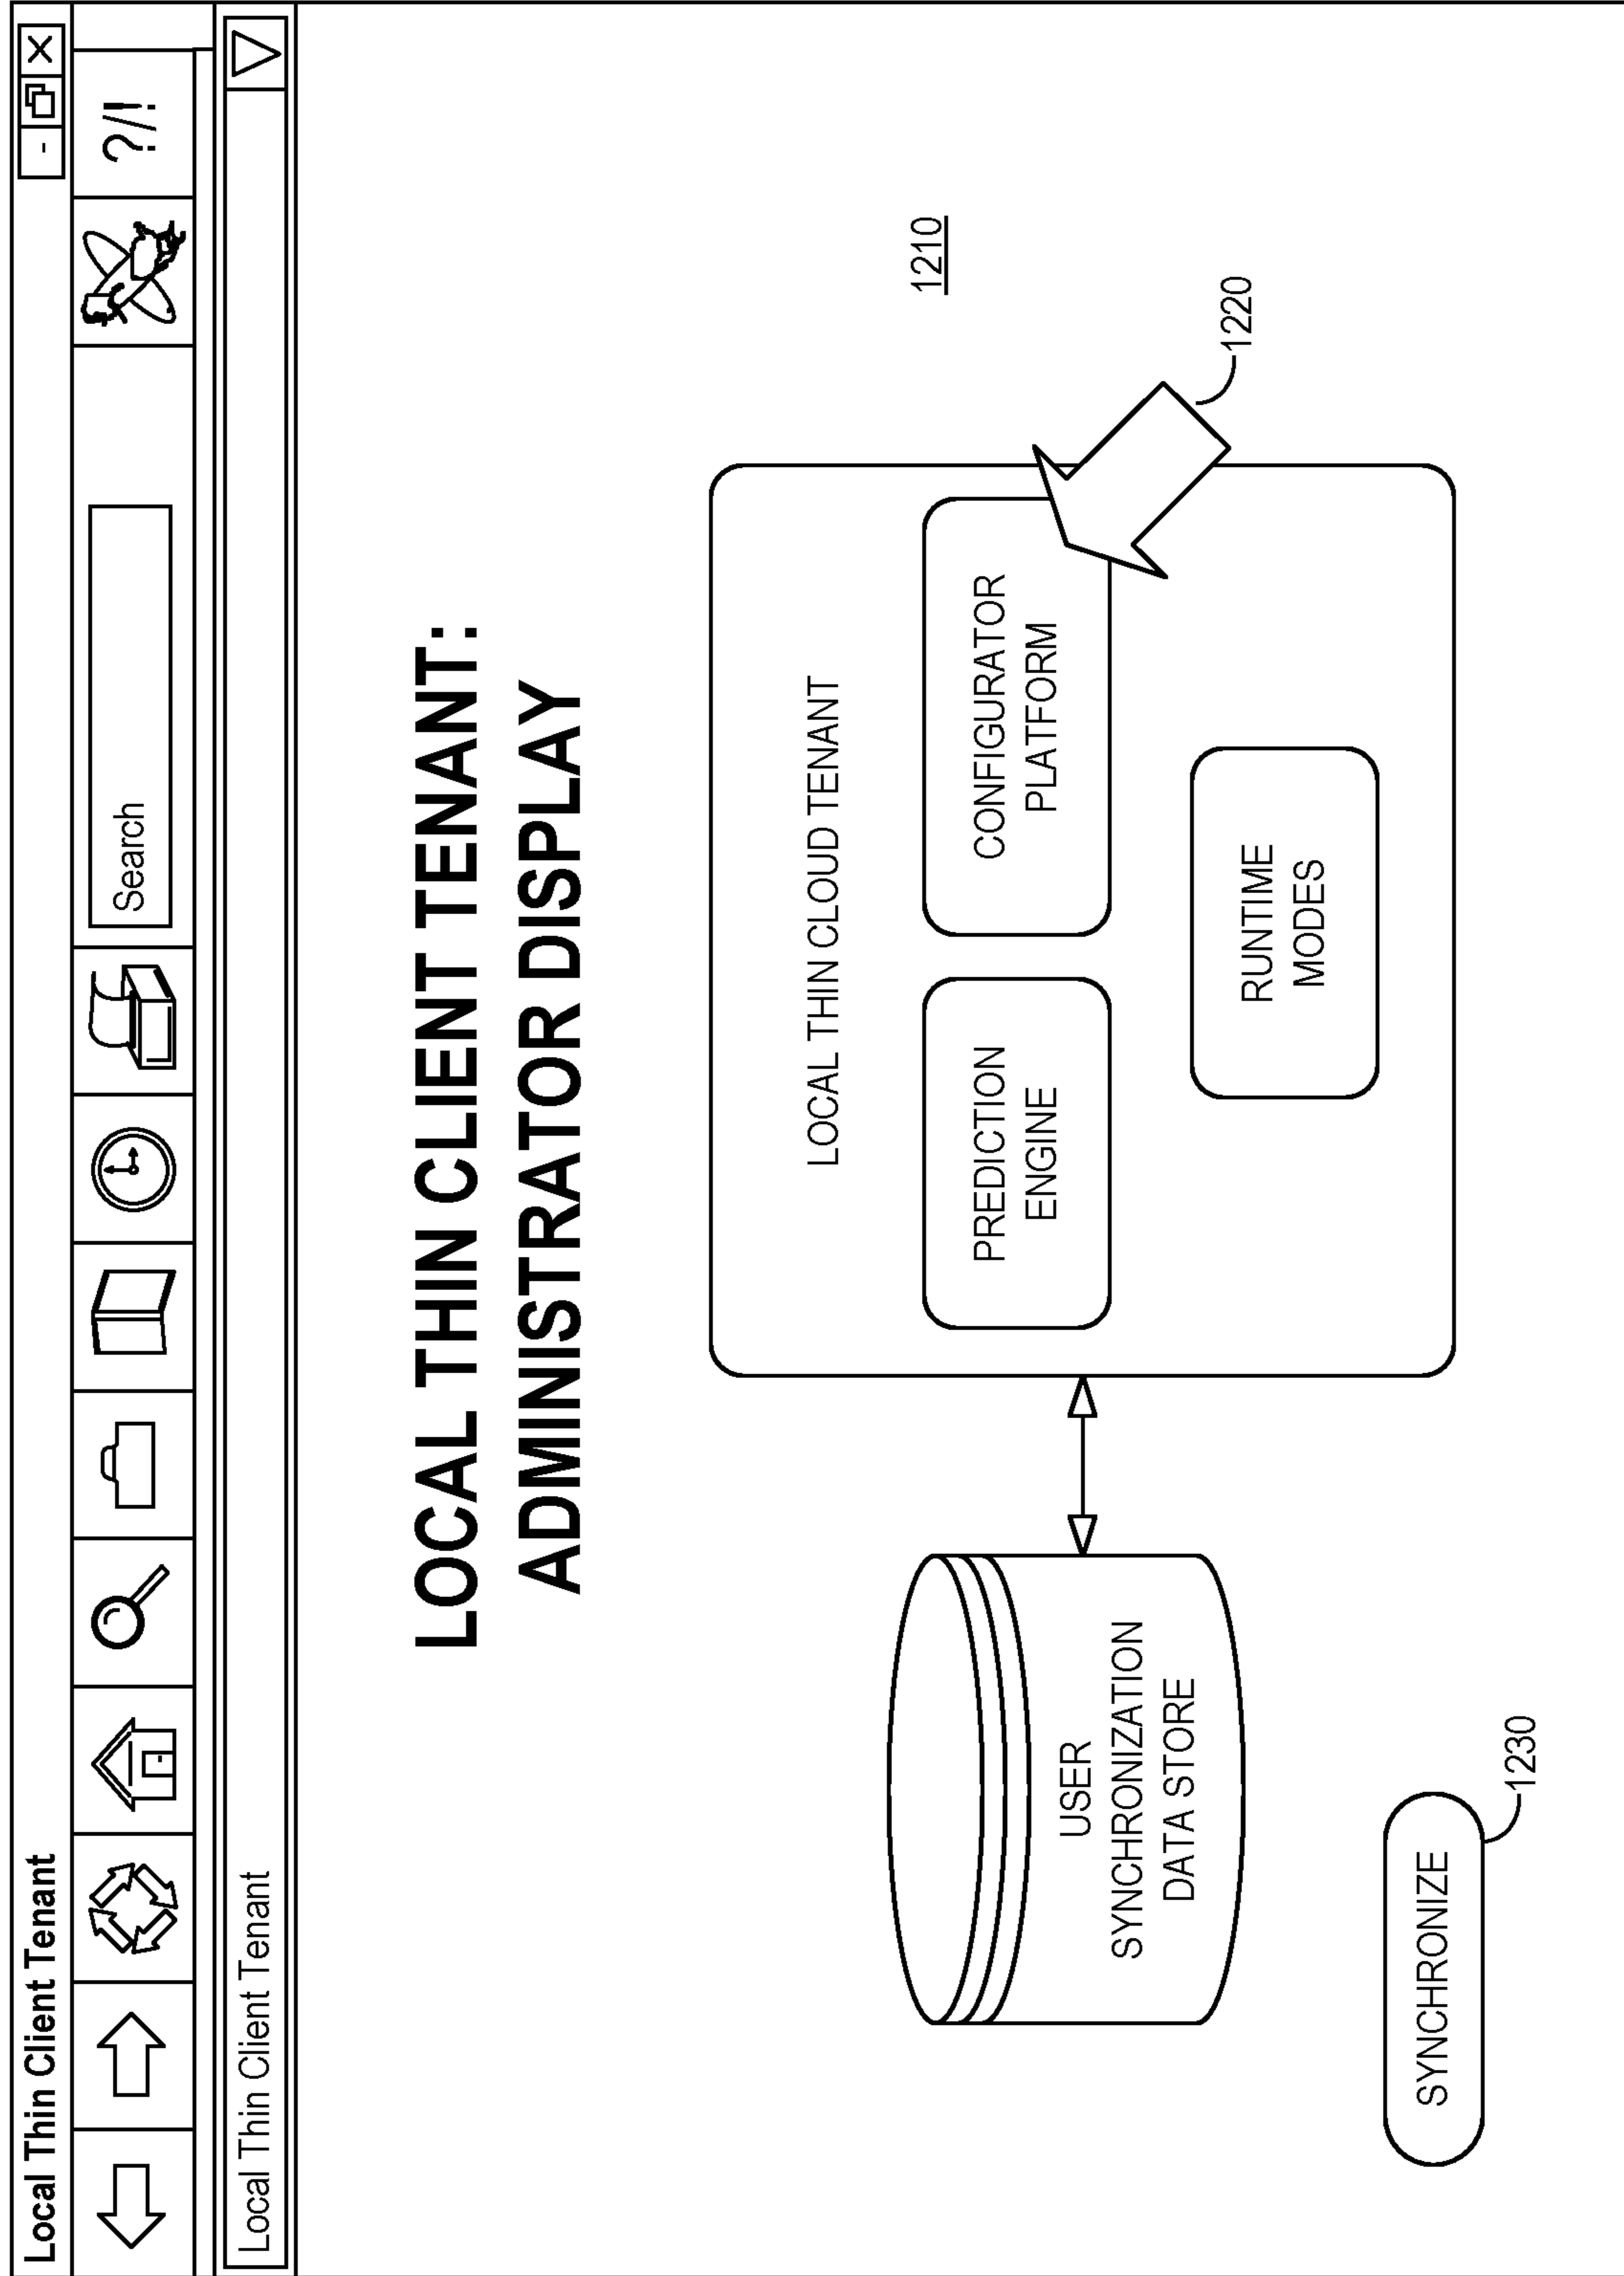 Local Thin Client Tenant
Search
?/!
Local Thin Client Tenant
LOCAL THIN CLIENT TENANT:
ADMINISTRATOR DISPLAY
1210
LOCAL THIN CLOUD TENANT
PREDICTION
ENGINE
CONFIGURATOR
PLATFORM
1220
RUNTIME
MODES
USER
SYNCHRONIZATION
DATA STORE
SYNCHRONIZE
1230